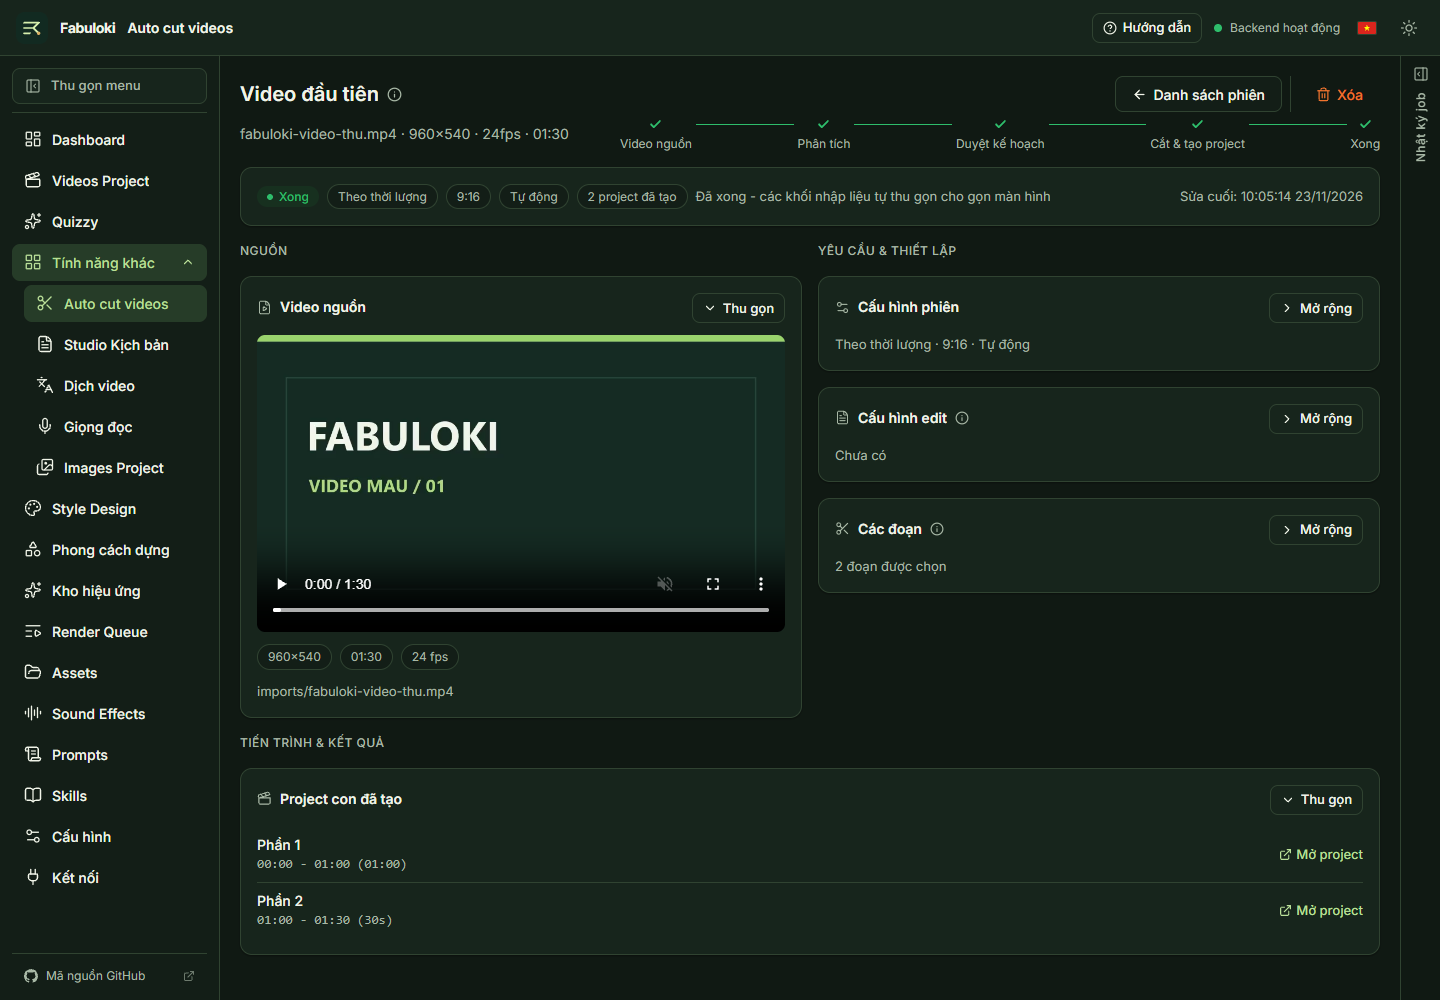 Fabuloki Auto cut videos
Hướng dẫn
Backend hoạt động
Thu gọn menu
Dashboard
Videos Project
Quizzy
Tính năng khác
Auto cut videos
Studio Kịch bản
Dịch video
Giọng đọc
Images Project
Style Design
Phong cách dựng
Kho hiệu ứng
Render Queue
Assets
Sound Effects
Prompts
Skills
Cấu hình
Kết nối
Mã nguồn GitHub
Video đầu tiên
Danh sách phiên
Xóa
fabuloki-video-thu.mp4 · 960×540 · 24fps · 01:30
Video nguồn
Phân tích
Duyệt kế hoạch
Cắt & tạo project
Xong
Xong
Theo thời lượng
9:16
Tự động
2 project đã tạo
Đã xong - các khối nhập liệu tự thu gọn cho gọn màn hình
Sửa cuối: 10:05:14 23/11/2026
NGUỒN
Video nguồn
Thu gọn
FABULOKI
VIDEO MAU / 01
0:00 / 1:30
960×540
01:30
24 fps
imports/fabuloki-video-thu.mp4
YÊU CẦU & THIẾT LẬP
Cấu hình phiên
Mở rộng
Theo thời lượng · 9:16 · Tự động
Cấu hình edit
Mở rộng
Chưa có
Các đoạn
Mở rộng
2 đoạn được chọn
TIẾN TRÌNH & KẾT QUẢ
Project con đã tạo
Thu gọn
Phần 1
00:00 - 01:00 (01:00)
Mở project
Phần 2
01:00 - 01:30 (30s)
Mở project
Nhật ký job